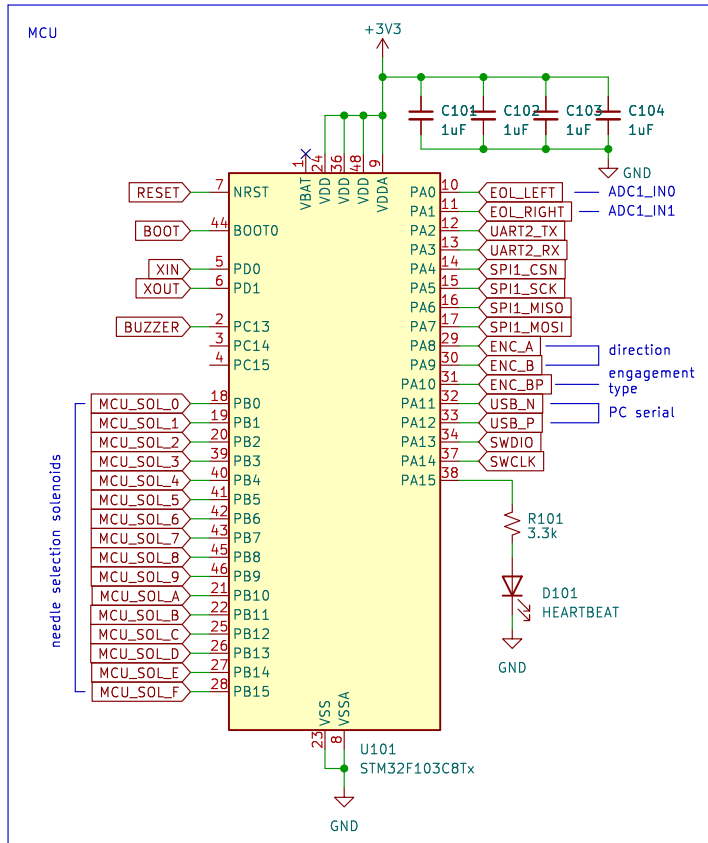 MCU
+3V3
C101
1uF
C102
1uF
C103
1uF
C104
1uF
GND
1 VBAT
24 VDD
36 VDD
48 VDD
9 VDDA
RESET 7 NRST
BOOT 44 BOOT0
XIN 5 PD0
XOUT 6 PD1
BUZZER 2 PC13
3 PC14
4 PC15
needle selection solenoids
MCU_SOL_0 18 PB0
MCU_SOL_1 19 PB1
MCU_SOL_2 20 PB2
MCU_SOL_3 39 PB3
MCU_SOL_4 40 PB4
MCU_SOL_5 41 PB5
MCU_SOL_6 42 PB6
MCU_SOL_7 43 PB7
MCU_SOL_8 45 PB8
MCU_SOL_9 46 PB9
MCU_SOL_A 21 PB10
MCU_SOL_B 22 PB11
MCU_SOL_C 25 PB12
MCU_SOL_D 26 PB13
MCU_SOL_E 27 PB14
MCU_SOL_F 28 PB15
PA0 10 EOL_LEFT ADC1_IN0
PA1 11 EOL_RIGHT ADC1_IN1
PA2 12 UART2_TX
PA3 13 UART2_RX
PA4 14 SPI1_CSN
PA5 15 SPI1_SCK
PA6 16 SPI1_MISO
PA7 17 SPI1_MOSI
PA8 29 ENC_A
PA9 30 ENC_B
direction
PA10 31 ENC_BP
engagement
type
PA11 32 USB_N
PA12 33 USB_P
PC serial
PA13 34 SWDIO
PA14 37 SWCLK
PA15 38
R101
3.3k
D101
HEARTBEAT
GND
23 VSS
8 VSSA
U101
STM32F103C8Tx
GND